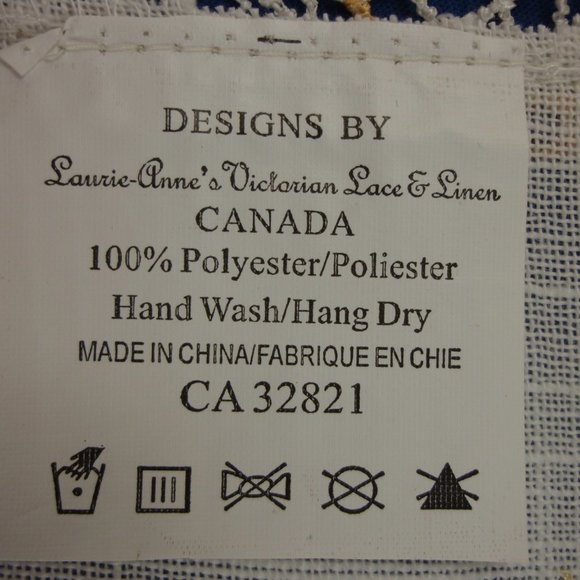 DESIGNS BY
Laurie-Anne's Victorian Lace & Linen
CANADA
100% Polyester/Poliester
Hand Wash/Hang Dry
MADE IN CHINA/FABRIQUE EN CHIE
CA 32821